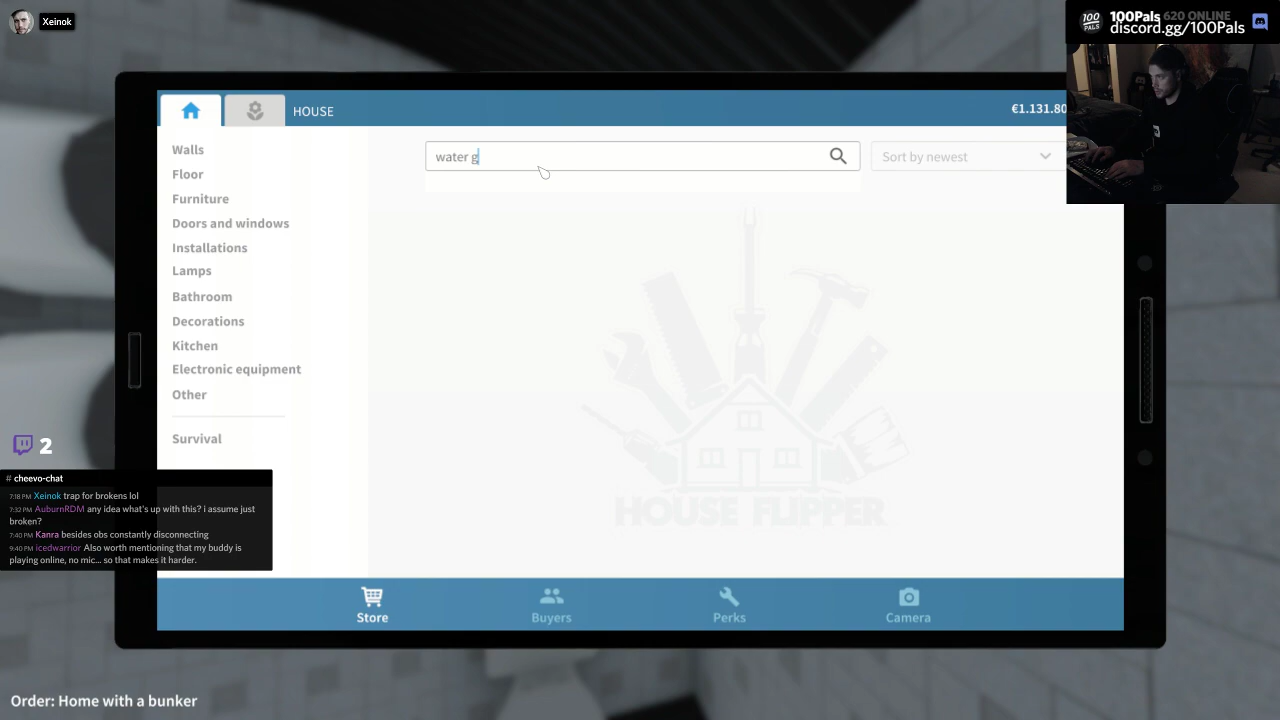 Xeinok
100Pals 620 ONLINE
discord.gg/100Pals
HOUSE
€1.131.80
Walls
Floor
Furniture
Doors and windows
Installations
Lamps
Bathroom
Decorations
Kitchen
Electronic equipment
Other
Survival
water g
Sort by newest
HOUSE FLIPPER
2
# cheevo-chat
7:18 PM Xeinok trap for brokens lol
7:32 PM AuburnRDM any idea what's up with this? i assume just
broken?
7:40 PM Kanra besides obs constantly disconnecting
9:40 PM icedwarrior Also worth mentioning that my buddy is
playing online, no mic... so that makes it harder.
Store
Buyers
Perks
Camera
Order: Home with a bunker